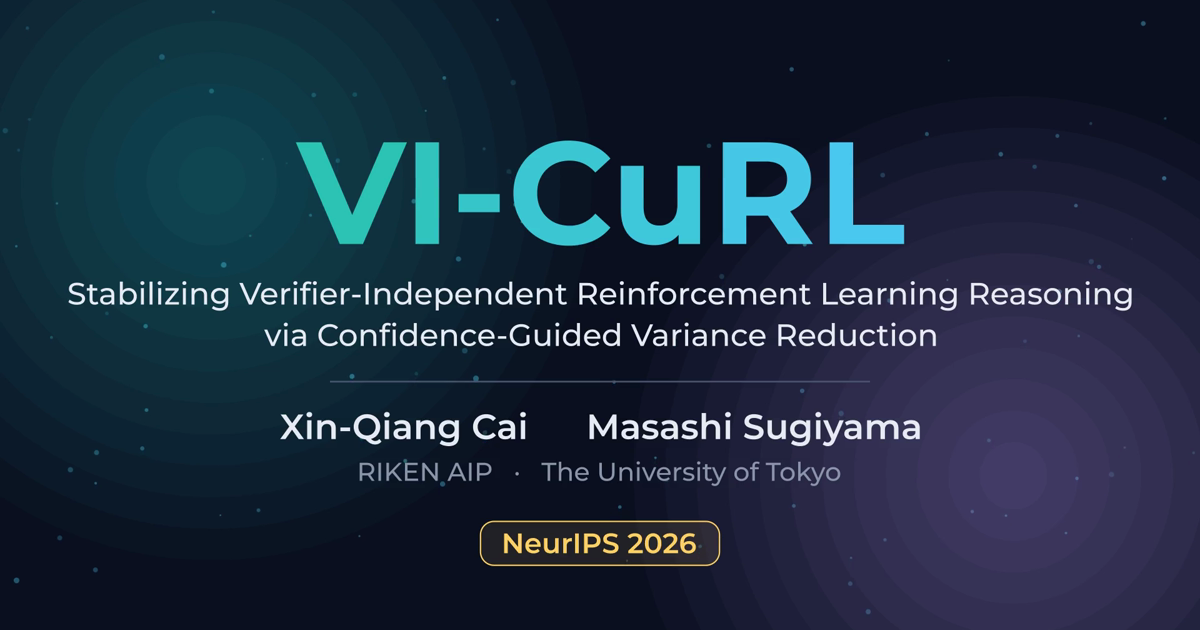 VI-CuRL
Stabilizing Verifier-Independent Reinforcement Learning Reasoning
via Confidence-Guided Variance Reduction
Xin-Qiang Cai Masashi Sugiyama
RIKEN AIP · The University of Tokyo
NeurIPS 2026